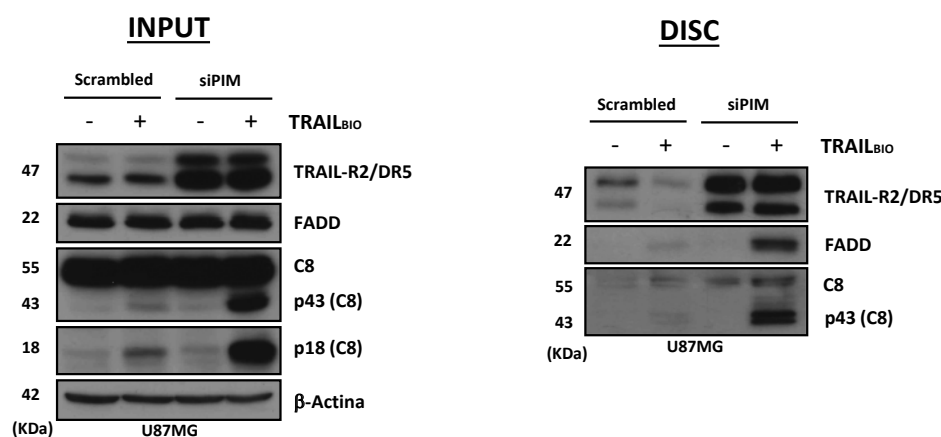 INPUT
Scrambled siPIM
- + - + TRAILBIO
47 TRAIL-R2/DR5
22 FADD
55 C8
43 p43 (C8)
18 p18 (C8)
42 β-Actina
(KDa) U87MG
DISC
Scrambled siPIM
- + - + TRAILBIO
47 TRAIL-R2/DR5
22 FADD
55 C8
43 p43 (C8)
(KDa) U87MG